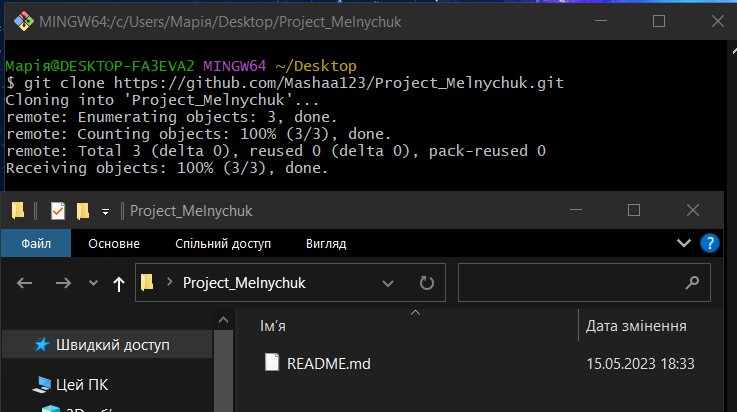 MINGW64:/c/Users/Марія/Desktop/Project_Melnychuk
Марія@DESKTOP-FA3EVA2 MINGW64 ~/Desktop
$ git clone https://github.com/Mashaa123/Project_Melnychuk.git
Cloning into 'Project_Melnychuk'...
remote: Enumerating objects: 3, done.
remote: Counting objects: 100% (3/3), done.
remote: Total 3 (delta 0), reused 0 (delta 0), pack-reused 0
Receiving objects: 100% (3/3), done.
Project_Melnychuk
Файл Основне Спільний доступ Вигляд
Project_Melnychuk
Ім’я Дата змінення
Швидкий доступ
README.md 15.05.2023 18:33
Цей ПК